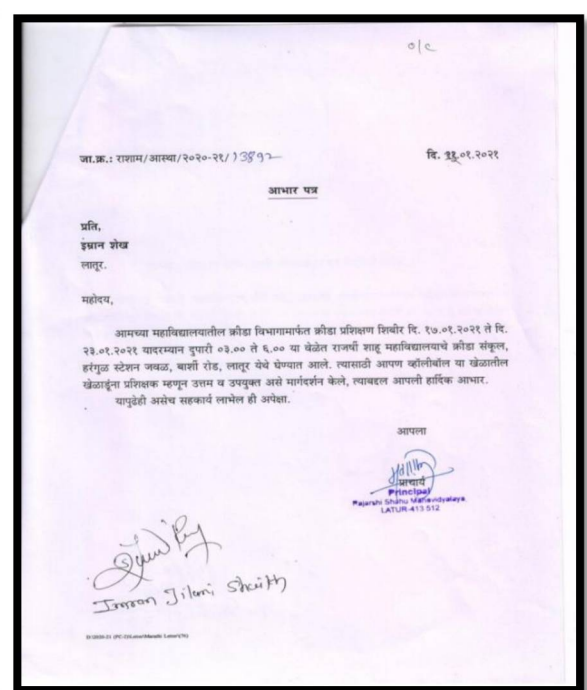 o/c
जा.क्र.: राशाम/आस्था/२०२०-२१/13892
दि. .०१.२०२१
आभार पत्र
प्रति,
इम्रान शेख
लातूर.
महोदय,
आमच्या महाविद्यालयातील क्रीडा विभागामार्फत क्रीडा प्रशिक्षण शिबीर दि. १७.०१.२०२१ ते दि.
२३.०१.२०२१ यादरम्यान दुपारी ०३.०० ते ६.०० या वेळेत राजर्षी शाहू महाविद्यालयाचे क्रीडा संकूल,
हरंगुळ स्टेशन जवळ, बार्शी रोड, लातूर येथे घेण्यात आले. त्यासाठी आपण व्हॉलीबॉल या खेळातील
खेळाडूंना प्रशिक्षक म्हणून उत्तम व उपयुक्त असे मार्गदर्शन केले, त्याबद्दल आपली हार्दिक आभार.
यापुढेही असेच सहकार्य लाभेल ही अपेक्षा.
आपला
प्राचार्य
Principal
Rajarshi Shahu Mahavidyalaya,
LATUR-413 512
Imran Jilani Shaikh